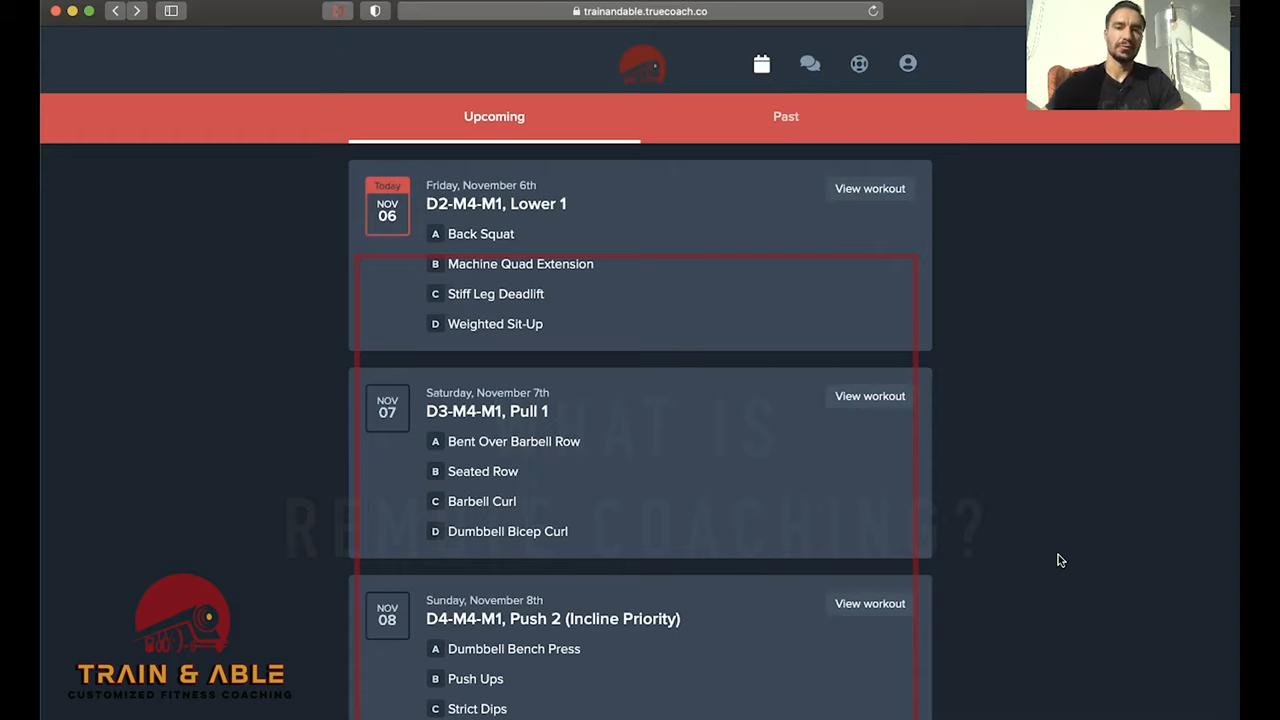 trainandable.truecoach.co
Upcoming
Past
Today
NOV
06
Friday, November 6th
D2-M4-M1, Lower 1
View workout
A Back Squat
B Machine Quad Extension
C Stiff Leg Deadlift
D Weighted Sit-Up
NOV
07
Saturday, November 7th
D3-M4-M1, Pull 1
View workout
A Bent Over Barbell Row
B Seated Row
C Barbell Curl
D Dumbbell Bicep Curl
WHAT IS
REMOTE COACHING?
NOV
08
Sunday, November 8th
D4-M4-M1, Push 2 (Incline Priority)
View workout
A Dumbbell Bench Press
B Push Ups
C Strict Dips
TRAIN & ABLE
CUSTOMIZED FITNESS COACHING